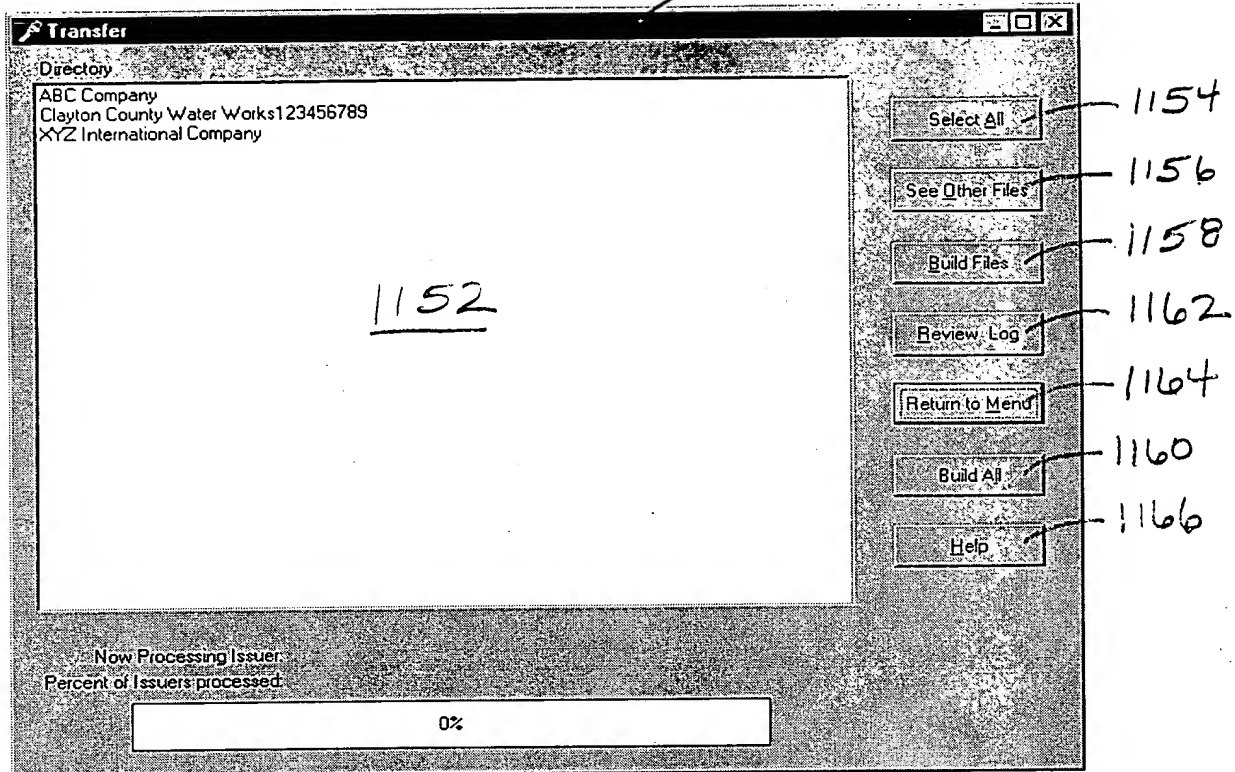 Transfer
Directory
ABC Company
Clayton County Water Works123456789
XYZ International Company
1152
Select All
1154
See Other Files
1156
Build Files
1158
Review Log
1162
Return to Menu
1164
Build All
1160
Help
1166
Now Processing Issuer:
Percent of Issuers processed:
0%